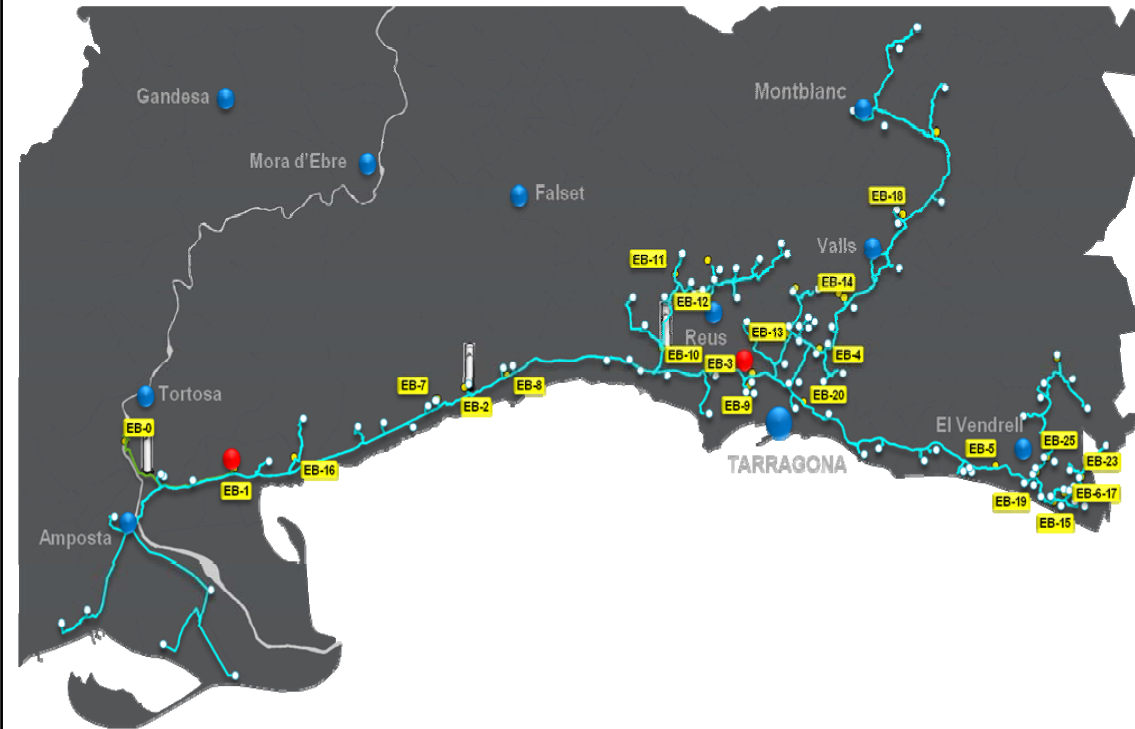 Gandesa
Montblanc
Mora d'Ebre
Falset
EB-18
Valls
EB-11
EB-14
EB-12
EB-13
Reus
EB-10
EB-4
EB-3
EB-7
EB-8
Tortosa
EB-20
EB-2
EB-9
EB-0
El Vendrell
EB-25
EB-5
EB-23
TARRAGONA
EB-16
EB-1
EB-6-17
EB-19
EB-15
Amposta